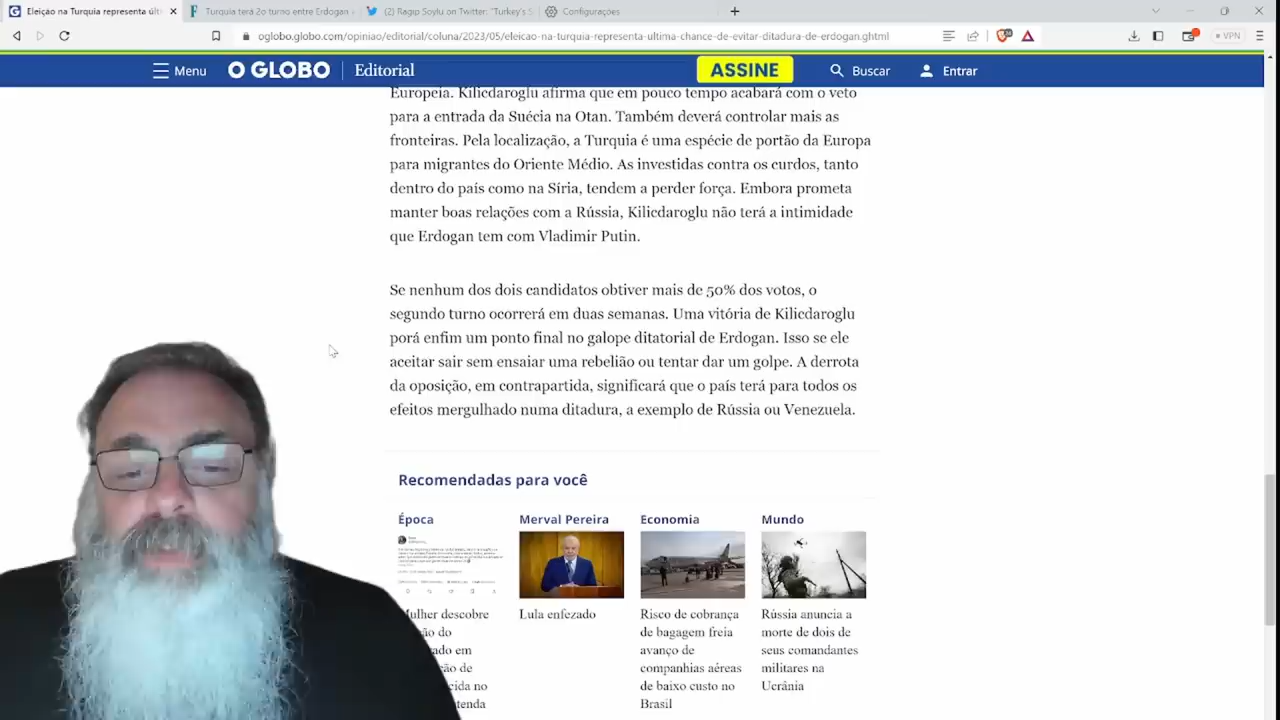 Eleição na Turquia representa últi
Turquia terá 2o turno entre Erdogan
(2) Ragıp Soylu on Twitter: "Turkey's S
Configurações
oglobo.globo.com/opiniao/editorial/coluna/2023/05/eleicao-na-turquia-representa-ultima-chance-de-evitar-ditadura-de-erdogan.ghtml
VPN
Menu
O GLOBO
Editorial
ASSINE
Buscar
Entrar
Europeia. Kilicdaroglu afirma que em pouco tempo acabará com o veto
para a entrada da Suécia na Otan. Também deverá controlar mais as
fronteiras. Pela localização, a Turquia é uma espécie de portão da Europa
para migrantes do Oriente Médio. As investidas contra os curdos, tanto
dentro do país como na Síria, tendem a perder força. Embora prometa
manter boas relações com a Rússia, Kilicdaroglu não terá a intimidade
que Erdogan tem com Vladimir Putin.
Se nenhum dos dois candidatos obtiver mais de 50% dos votos, o
segundo turno ocorrerá em duas semanas. Uma vitória de Kilicdaroglu
porá enfim um ponto final no galope ditatorial de Erdogan. Isso se ele
aceitar sair sem ensaiar uma rebelião ou tentar dar um golpe. A derrota
da oposição, em contrapartida, significará que o país terá para todos os
efeitos mergulhado numa ditadura, a exemplo de Rússia ou Venezuela.
Recomendadas para você
Época
descobre
do
em
de
no
Merval Pereira
Lula enfezado
Economia
Risco de cobrança
de bagagem freia
avanço de
companhias aéreas
de baixo custo no
Brasil
Mundo
Rússia anuncia a
morte de dois de
seus comandantes
militares na
Ucrânia